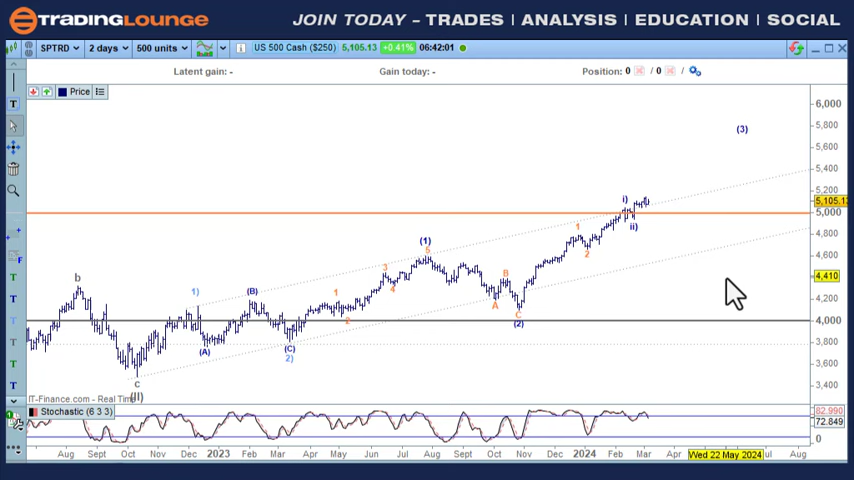 TRADINGLOUNGE JOIN TODAY – TRADES | ANALYSIS | EDUCATION | SOCIAL
SPTRD 2 days 500 units US 500 Cash ($250) 5,105.13 +0.41% 06:42:01
Latent gain: - Gain today: - Position: 0 / 0 /
Price
6,000
(3)
5,800
5,600
5,400
5,200
i)
5,105.13
5,000
1
ii)
4,800
(1)
5
2
4,600
3
B
4,410
b
4
4,200
1)
(B)
1
A
2
C
(2)
4,000
(A)
(C)
2)
3,800
3,600
c
(II)
3,400
IT-Finance.com - Real Time
Stochastic (6 3 3)
82.990
72.849
0
Aug Sept Oct Nov Dec 2023 Feb Mar Apr May Jun Jul Aug Sept Oct Nov Dec 2024 Feb Mar Apr Wed 22 May 2024 Jul Aug